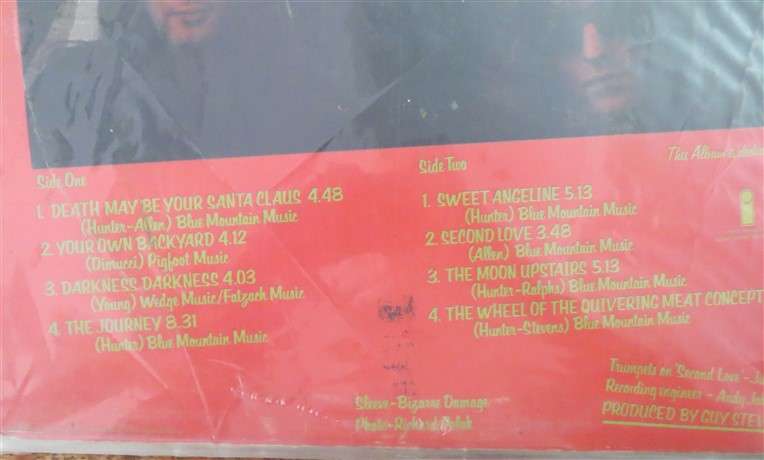 Side One
1. DEATH MAY BE YOUR SANTA CLAUS 4.48
(Hunter-Allen) Blue Mountain Music
2. YOUR OWN BACKYARD 4.12
(Dimucci) Pigfoot Music
3. DARKNESS DARKNESS 4.03
(Young) Wedge Music/Fatzach Music
4. THE JOURNEY 8.31
(Hunter) Blue Mountain Music
Side Two
1. SWEET ANGELINE 5.13
(Hunter) Blue Mountain Music
2. SECOND LOVE 3.48
(Allen) Blue Mountain Music
3. THE MOON UPSTAIRS 5.13
(Hunter-Ralphs) Blue Mountain Music
4. THE WHEEL OF THE QUIVERING MEAT CONCEPT
(Hunter-Stevens) Blue Mountain Music
This Album is
Trumpets on 'Second Love -
Recording engineer - Andy
PRODUCED BY GUY
Sleeve-Bizarre Damage
Photo-Richard